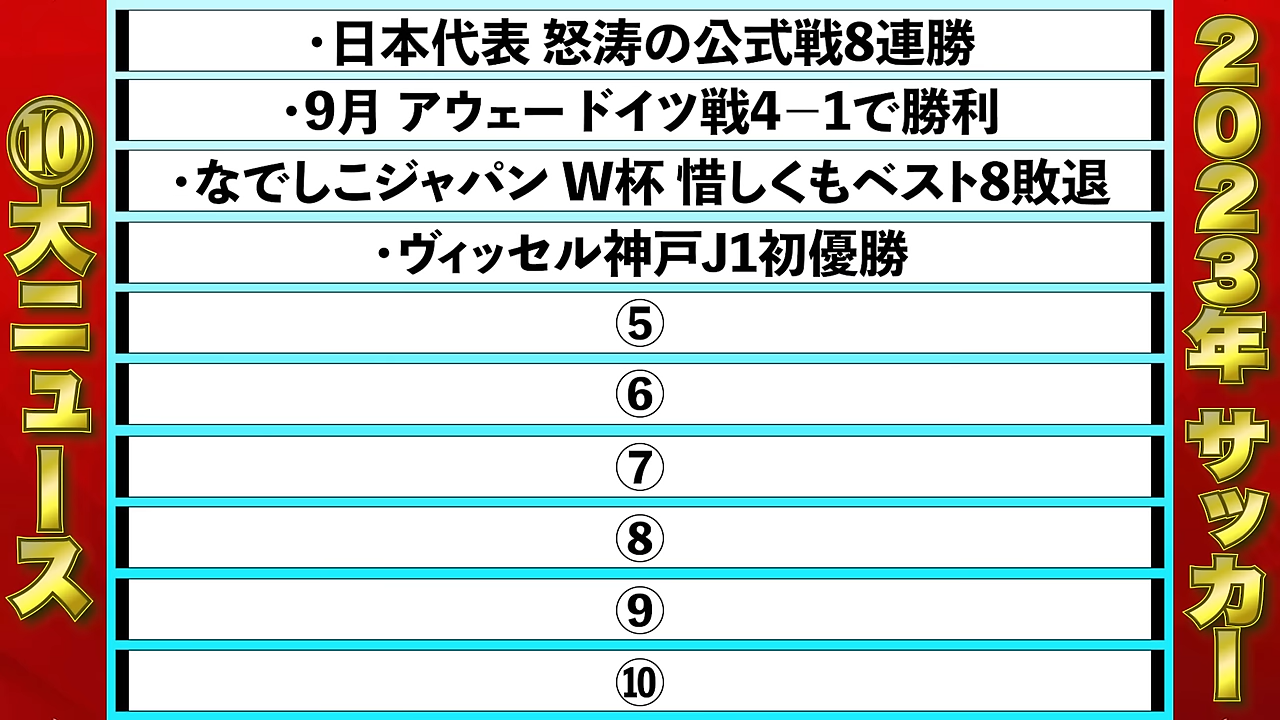 2023年 サッカー
⑩大ニュース
・日本代表 怒涛の公式戦8連勝
・9月 アウェー ドイツ戦4－1で勝利
・なでしこジャパン W杯 惜しくもベスト8敗退
・ヴィッセル神戸J1初優勝
⑤
⑥
⑦
⑧
⑨
⑩